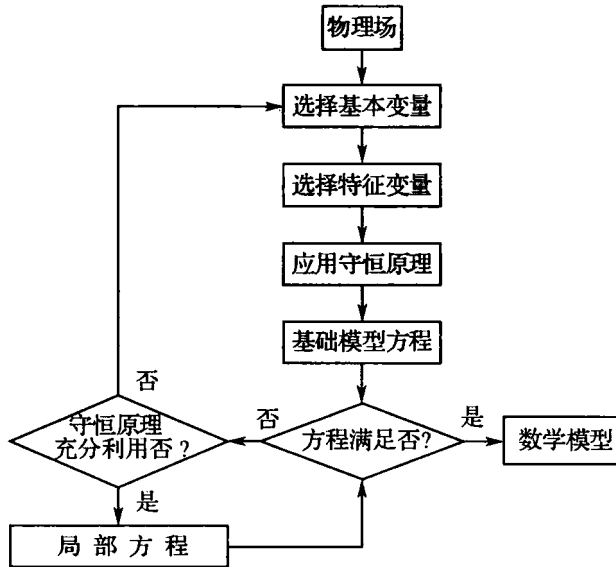 物理场
选择基本变量
选择特征变量
应用守恒原理
基础模型方程
否
守恒原理
充分利用否?
否
方程满足否?
是
数学模型
是
局部方程